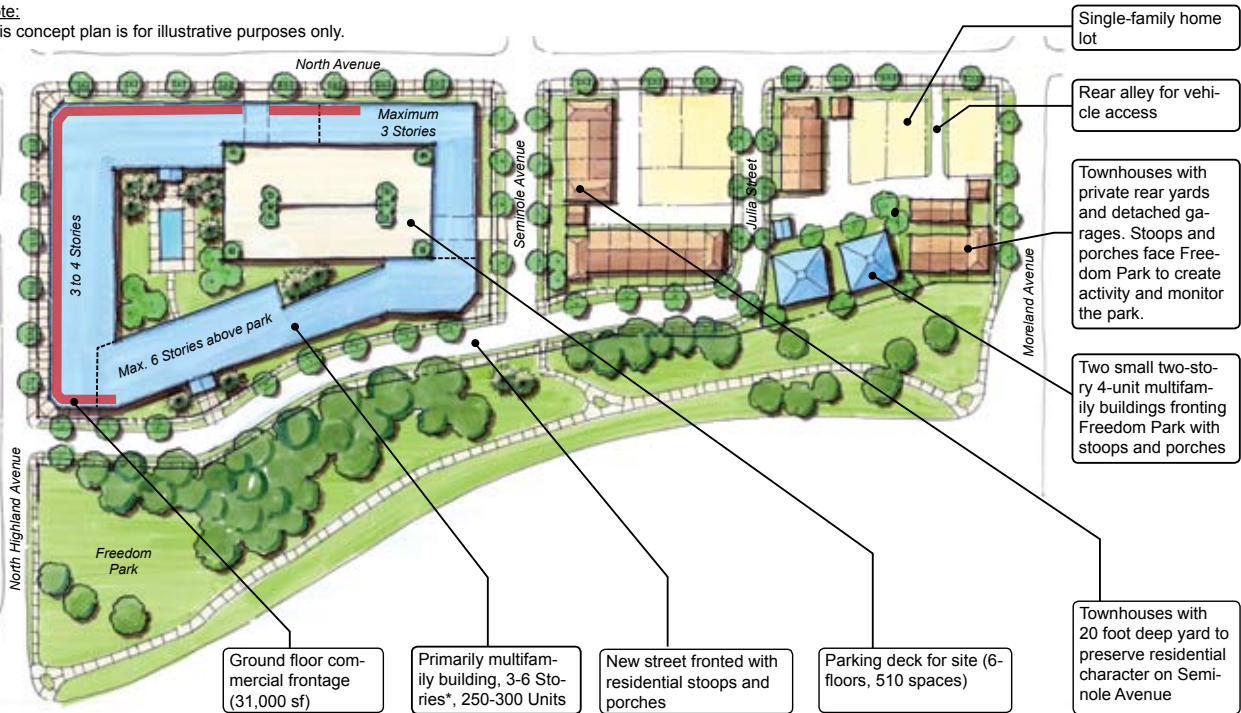 ote:
is concept plan is for illustrative purposes only.
North Avenue
Maximum
3 Stories
3 to 4 Stories
Max. 6 Stories above park
Seminole Avenue
Julia Street
Moreland Avenue
North Highland Avenue
Freedom
Park
Single-family home
lot
Rear alley for vehi-
cle access
Townhouses with
private rear yards
and detached ga-
rages. Stoops and
porches face Free-
dom Park to create
activity and monitor
the park.
Two small two-sto-
ry 4-unit multifam-
ily buildings fronting
Freedom Park with
stoops and porches
Townhouses with
20 foot deep yard to
preserve residential
character on Semi-
nole Avenue
Ground floor com-
mercial frontage
(31,000 sf)
Primarily multifam-
ily building, 3-6 Sto-
ries*, 250-300 Units
New street fronted with
residential stoops and
porches
Parking deck for site (6-
floors, 510 spaces)